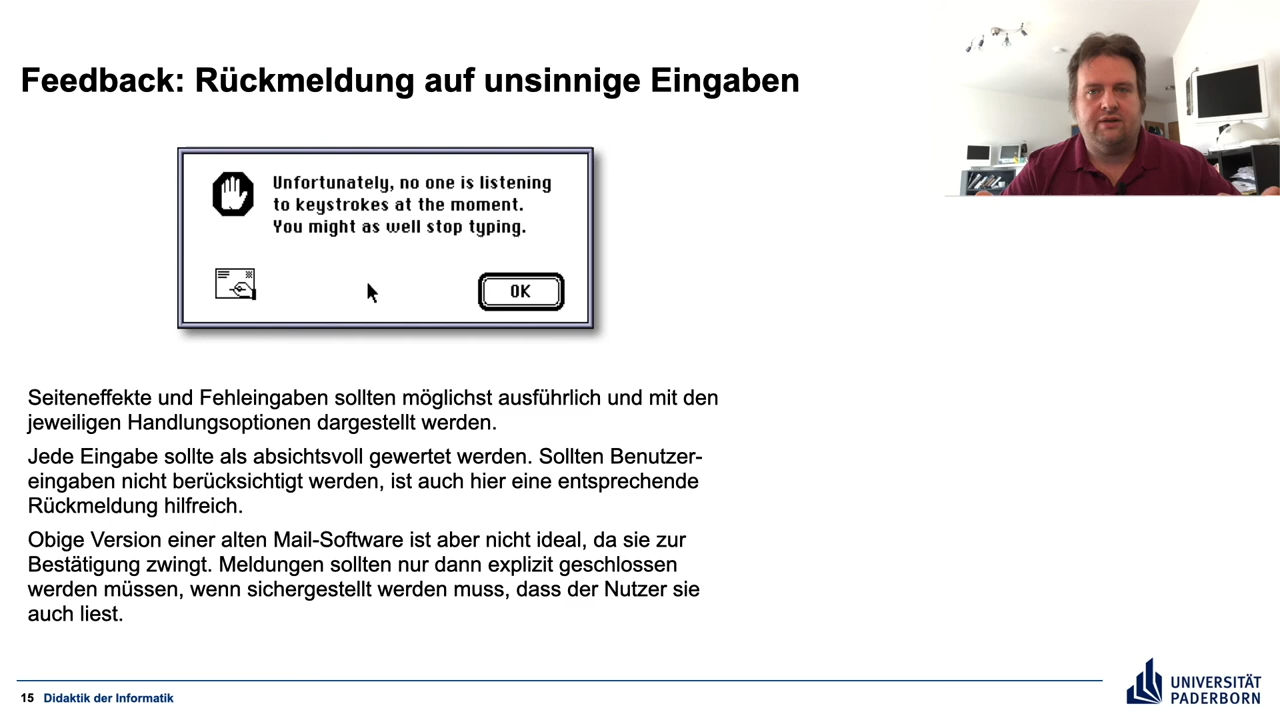 Feedback: Rückmeldung auf unsinnige Eingaben
Unfortunately, no one is listening
to keystrokes at the moment.
You might as well stop typing.
OK
Seiteneffekte und Fehleingaben sollten möglichst ausführlich und mit den
jeweiligen Handlungsoptionen dargestellt werden.
Jede Eingabe sollte als absichtsvoll gewertet werden. Sollten Benutzer-
eingaben nicht berücksichtigt werden, ist auch hier eine entsprechende
Rückmeldung hilfreich.
Obige Version einer alten Mail-Software ist aber nicht ideal, da sie zur
Bestätigung zwingt. Meldungen sollten nur dann explizit geschlossen
werden müssen, wenn sichergestellt werden muss, dass der Nutzer sie
auch liest.
15 Didaktik der Informatik
UNIVERSITÄT
PADERBORN